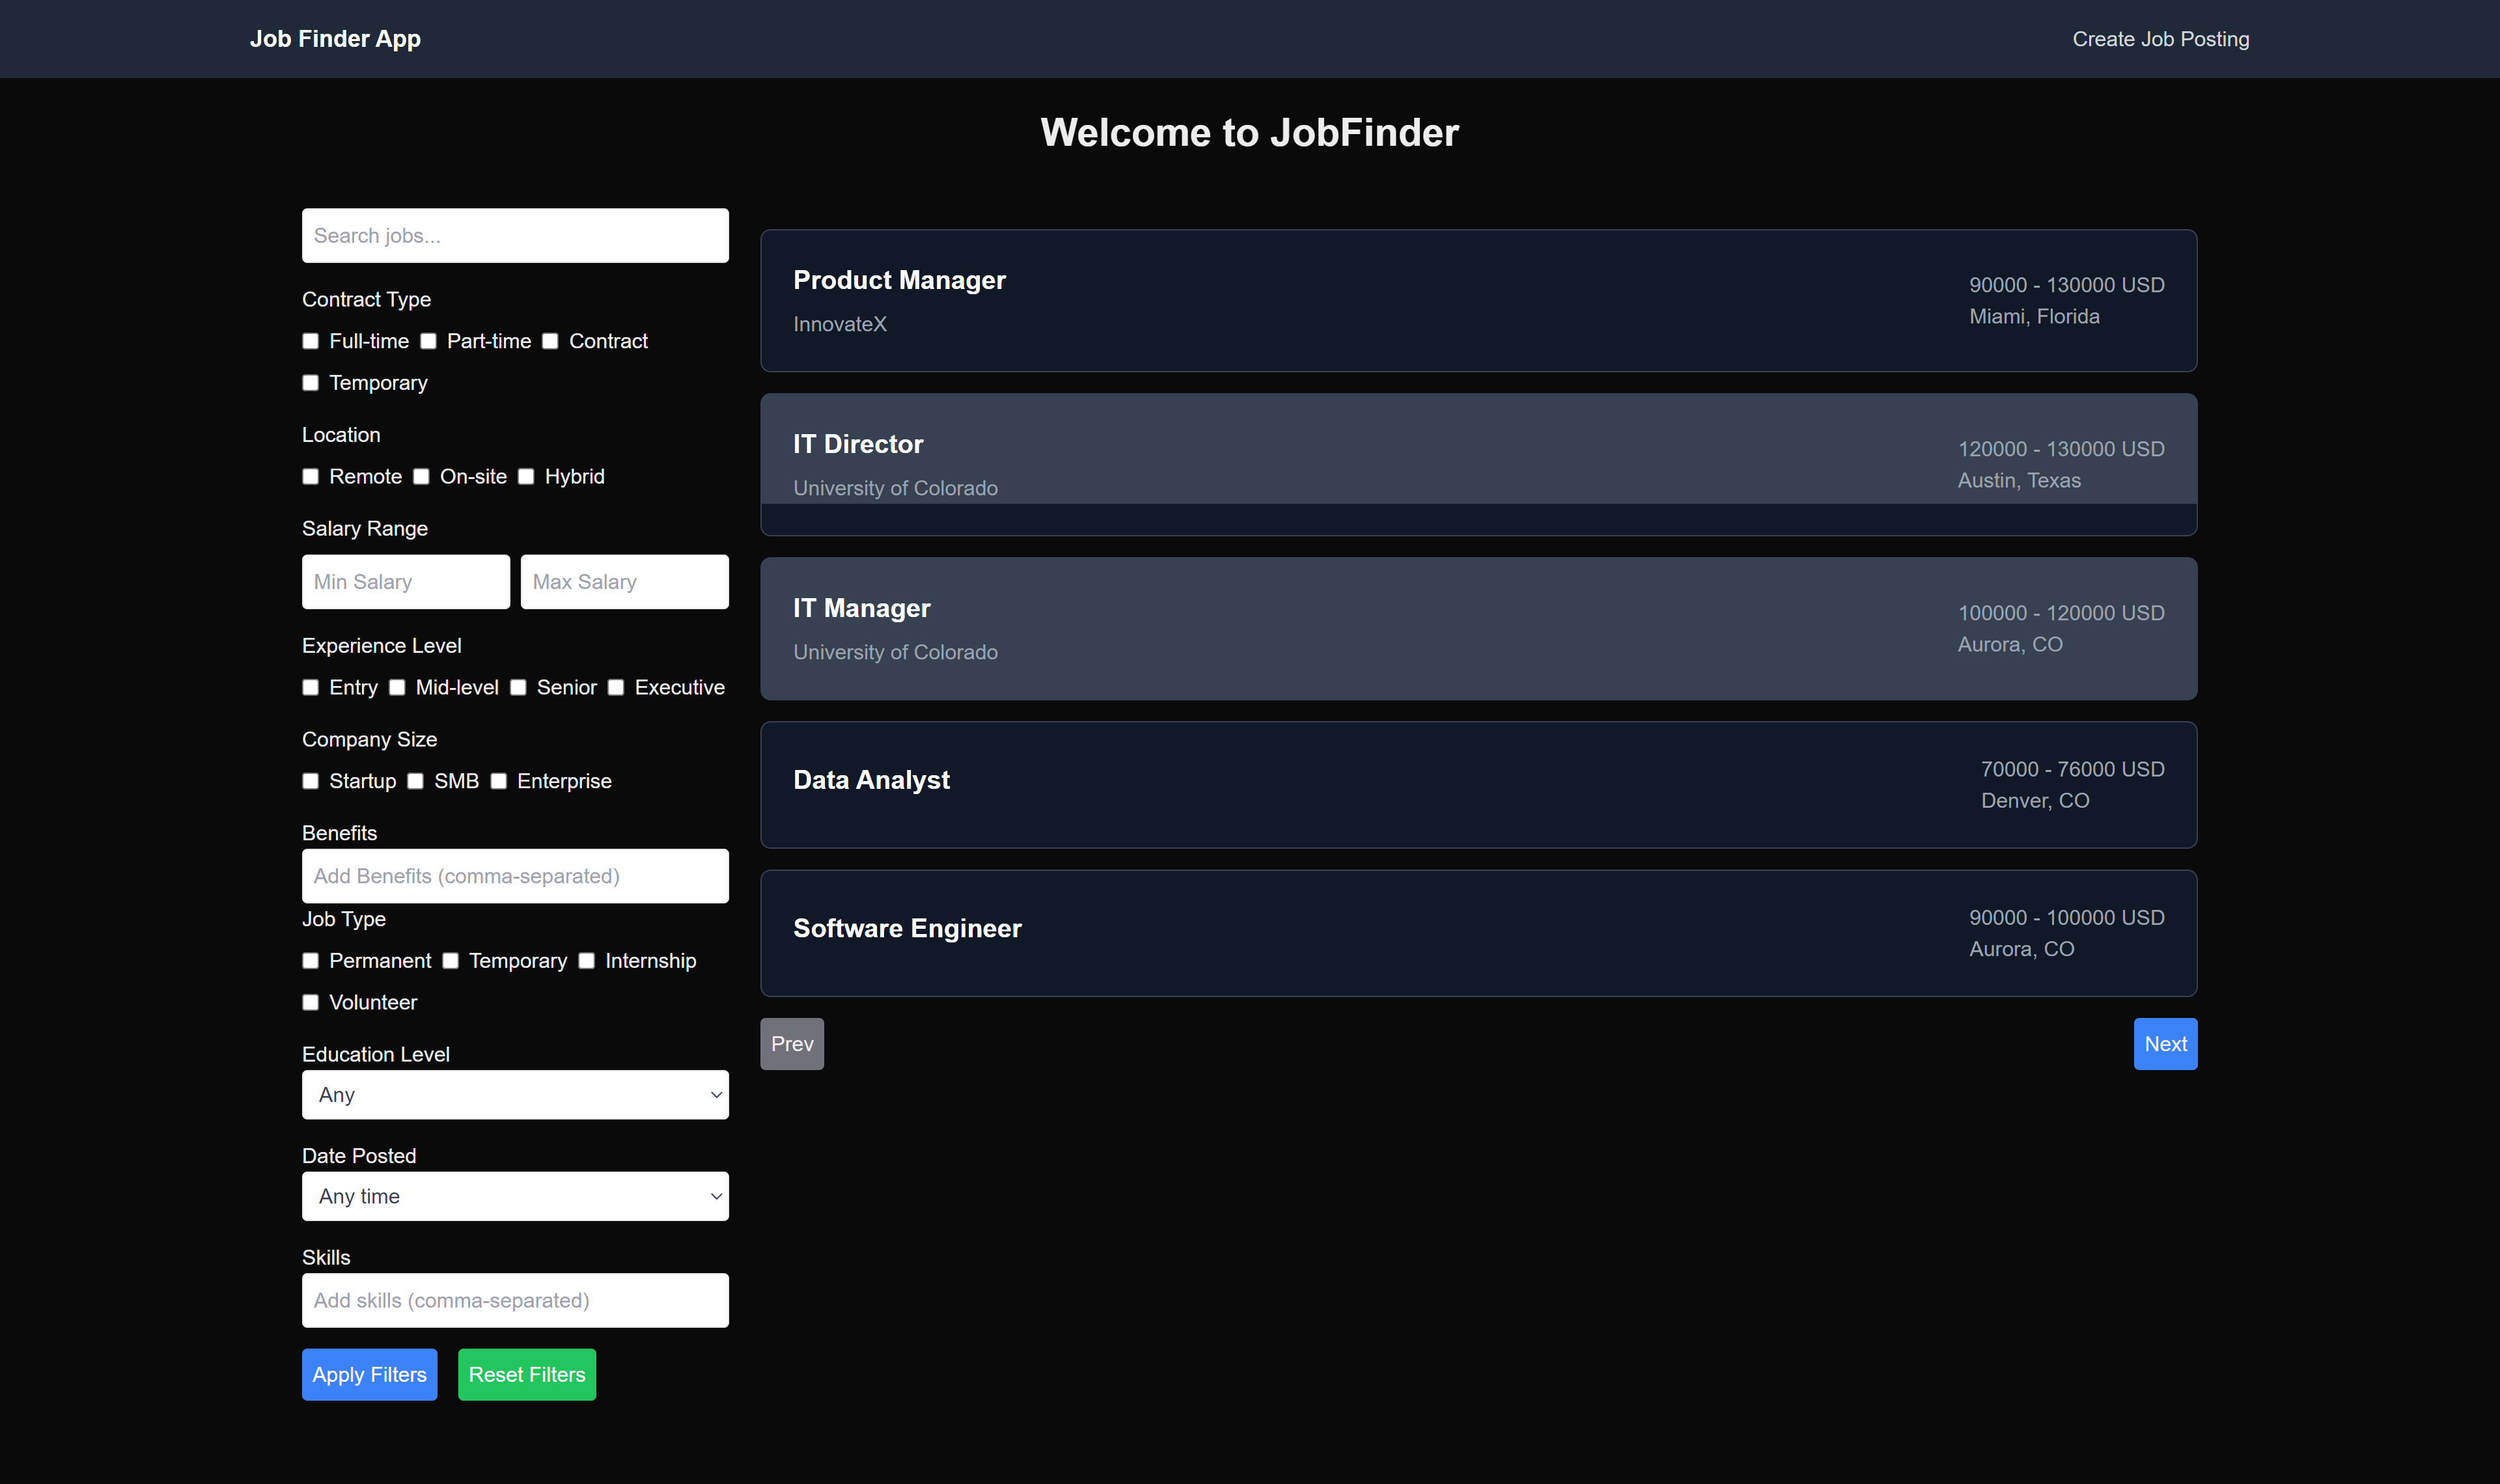 Job Finder App
Create Job Posting
Welcome to JobFinder
Search jobs...
Contract Type
Full-time Part-time Contract
Temporary
Location
Remote On-site Hybrid
Salary Range
Min Salary Max Salary
Experience Level
Entry Mid-level Senior Executive
Company Size
Startup SMB Enterprise
Benefits
Add Benefits (comma-separated)
Job Type
Permanent Temporary Internship
Volunteer
Education Level
Any
Date Posted
Any time
Skills
Add skills (comma-separated)
Apply Filters Reset Filters
Product Manager
InnovateX
90000 - 130000 USD
Miami, Florida
IT Director
University of Colorado
120000 - 130000 USD
Austin, Texas
IT Manager
University of Colorado
100000 - 120000 USD
Aurora, CO
Data Analyst
70000 - 76000 USD
Denver, CO
Software Engineer
90000 - 100000 USD
Aurora, CO
Prev
Next